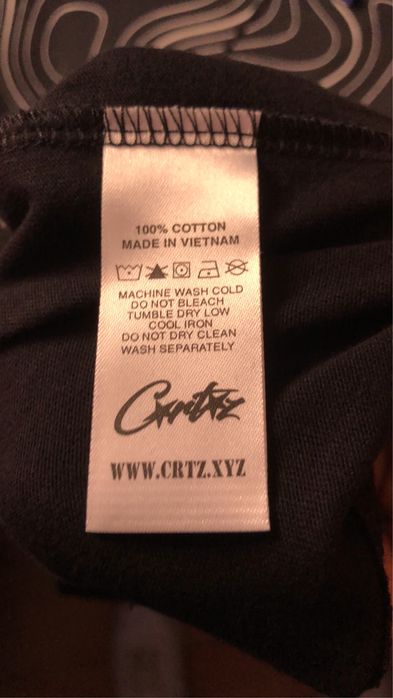 100% COTTON
MADE IN VIETNAM
MACHINE WASH COLD
DO NOT BLEACH
TUMBLE DRY LOW
COOL IRON
DO NOT DRY CLEAN
WASH SEPARATELY
Crtz
WWW.CRTZ.XYZ